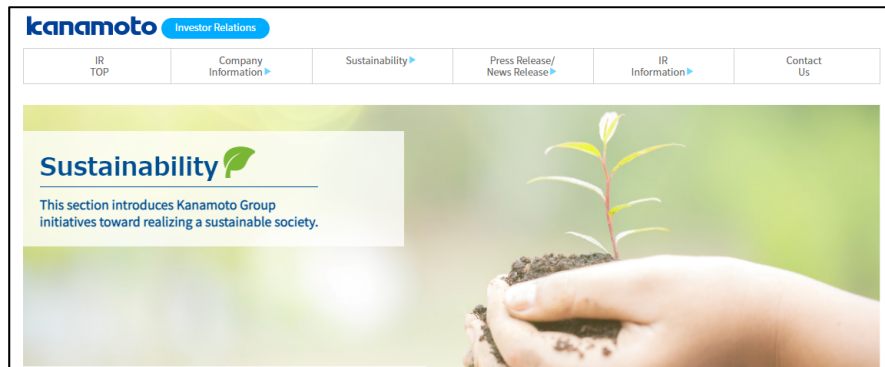 kanamoto Investor Relations
IR
TOP
Company
Information
Sustainability
Press Release/
News Release
IR
Information
Contact
Us
Sustainability
This section introduces Kanamoto Group
initiatives toward realizing a sustainable society.